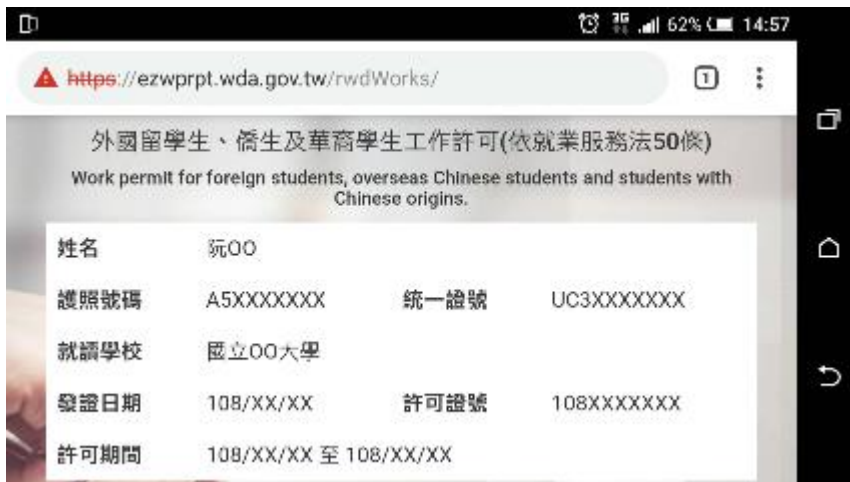 3G 62% 14:57
https://ezwprpt.wda.gov.tw/rwdWorks/ 1
外國留學生、僑生及華裔學生工作許可(依就業服務法50條)
Work permit for foreign students, overseas Chinese students and students with
Chinese origins.
姓名 阮OO
護照號碼 A5XXXXXXX 統一證號 UC3XXXXXXX
就讀學校 國立OO大學
發證日期 108/XX/XX 許可證號 108XXXXXXX
許可期間 108/XX/XX 至 108/XX/XX